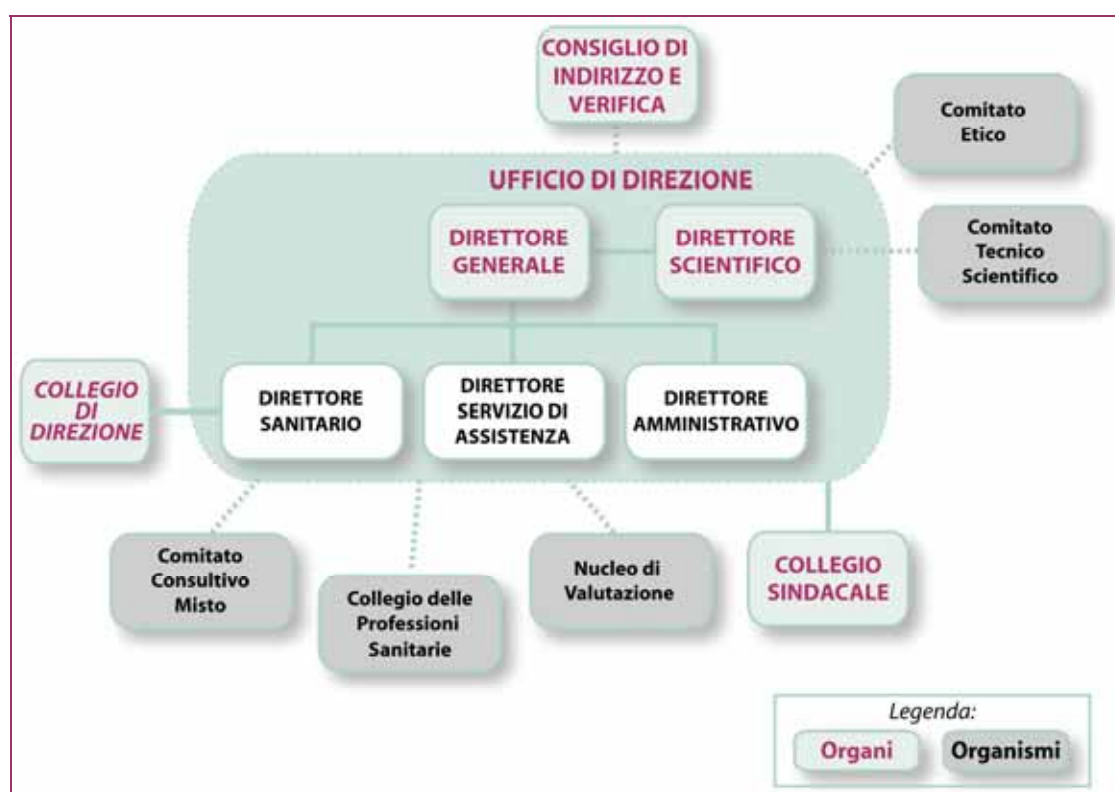 CONSIGLIO DI
INDIRIZZO E
VERIFICA
Comitato
Etico
UFFICIO DI DIREZIONE
DIRETTORE
GENERALE
DIRETTORE
SCIENTIFICO
Comitato
Tecnico
Scientifico
COLLEGIO
DI
DIREZIONE
DIRETTORE
SANITARIO
DIRETTORE
SERVIZIO DI
ASSISTENZA
DIRETTORE
AMMINISTRATIVO
Comitato
Consultivo
Misto
Collegio delle
Professioni
Sanitarie
Nucleo di
Valutazione
COLLEGIO
SINDACALE
Legenda:
Organi
Organismi